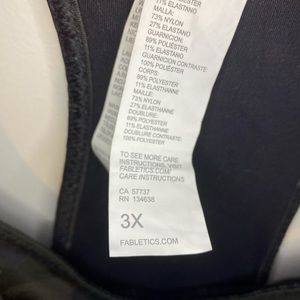 11% ELASTANO
MALLA:
73% NYLON
27% ELASTANO
GUARNICION:
89% POLIÉSTER
11% ELASTANO
GUARNICION CONTRASTE:
100% POLIÉSTER
CORPS:
89% POLYESTER
11% ELASTHANNE
MAILLE:
73% NYLON
27% ELASTHANNE
DOUBLURE:
89% POLYESTER
11% ELASTHANNE
DOUBLURE CONTRASTE:
100% POLYESTER
TO SEE MORE CARE
INSTRUCTIONS, VISIT
FABLETICS.COM/
CARE INSTRUCTIONS
CA 57737
RN 134638
3X
FABLETICS.COM